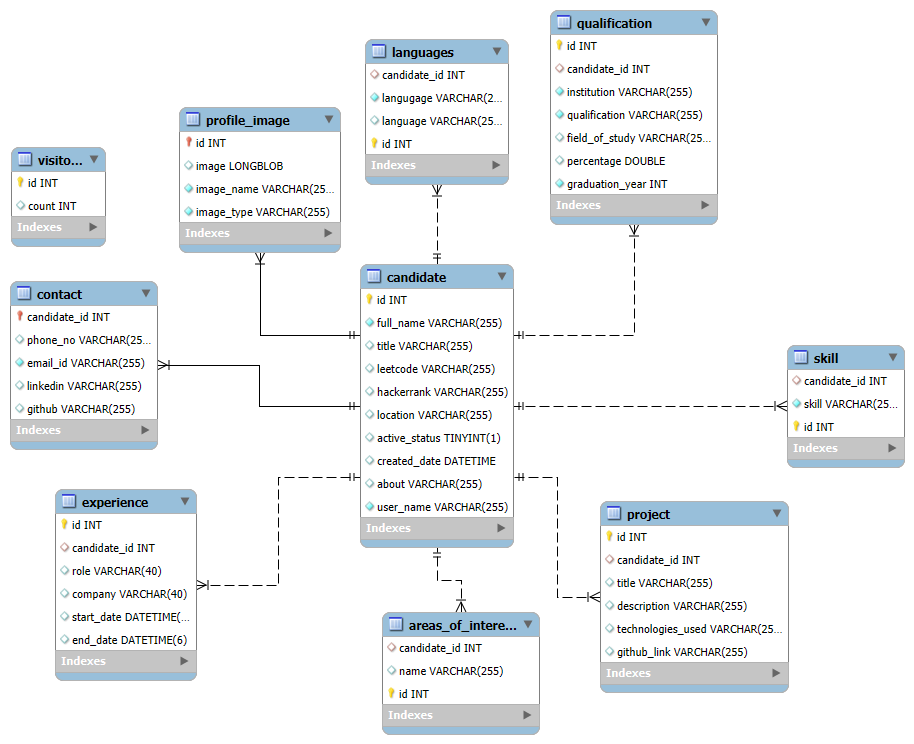 qualification
id INT
candidate_id INT
institution VARCHAR(255)
qualification VARCHAR(255)
field_of_study VARCHAR(25...
percentage DOUBLE
graduation_year INT
Indexes
languages
candidate_id INT
langugage VARCHAR(2...
language VARCHAR(25...
id INT
Indexes
profile_image
id INT
image LONGBLOB
image_name VARCHAR(25...
image_type VARCHAR(255)
Indexes
visito...
id INT
count INT
Indexes
contact
candidate_id INT
phone_no VARCHAR(25...
email_id VARCHAR(255)
linkedin VARCHAR(255)
github VARCHAR(255)
Indexes
candidate
id INT
full_name VARCHAR(255)
title VARCHAR(255)
leetcode VARCHAR(255)
hackerrank VARCHAR(255)
location VARCHAR(255)
active_status TINYINT(1)
created_date DATETIME
about VARCHAR(255)
user_name VARCHAR(255)
Indexes
skill
candidate_id INT
skill VARCHAR(25...
id INT
Indexes
experience
id INT
candidate_id INT
role VARCHAR(40)
company VARCHAR(40)
start_date DATETIME(...
end_date DATETIME(6)
Indexes
project
id INT
candidate_id INT
title VARCHAR(255)
description VARCHAR(255)
technologies_used VARCHAR(25...
github_link VARCHAR(255)
Indexes
areas_of_intere...
candidate_id INT
name VARCHAR(255)
id INT
Indexes